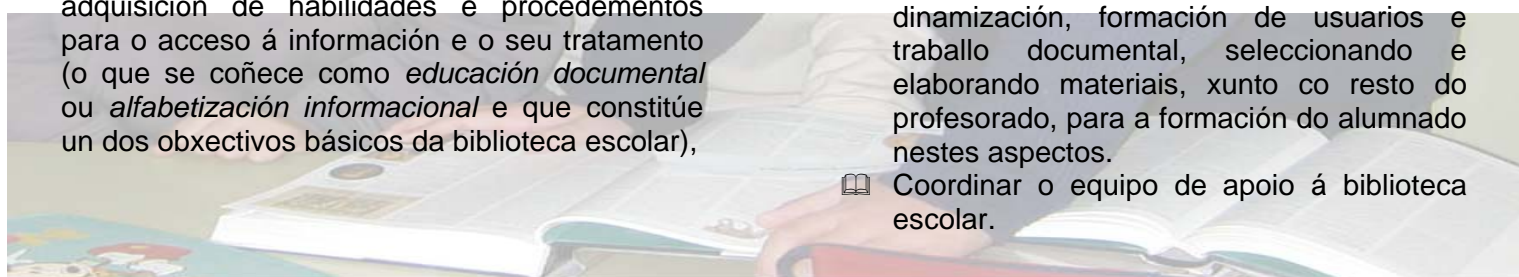 adquisición de habilidades e procedementos
para o acceso á información e o seu tratamento
(o que se coñece como educación documental
ou alfabetización informacional e que constitúe
un dos obxectivos básicos da biblioteca escolar),
dinamización, formación de usuarios e
traballo documental, seleccionando e
elaborando materiais, xunto co resto do
profesorado, para a formación do alumnado
nestes aspectos.
Coordinar o equipo de apoio á biblioteca
escolar.